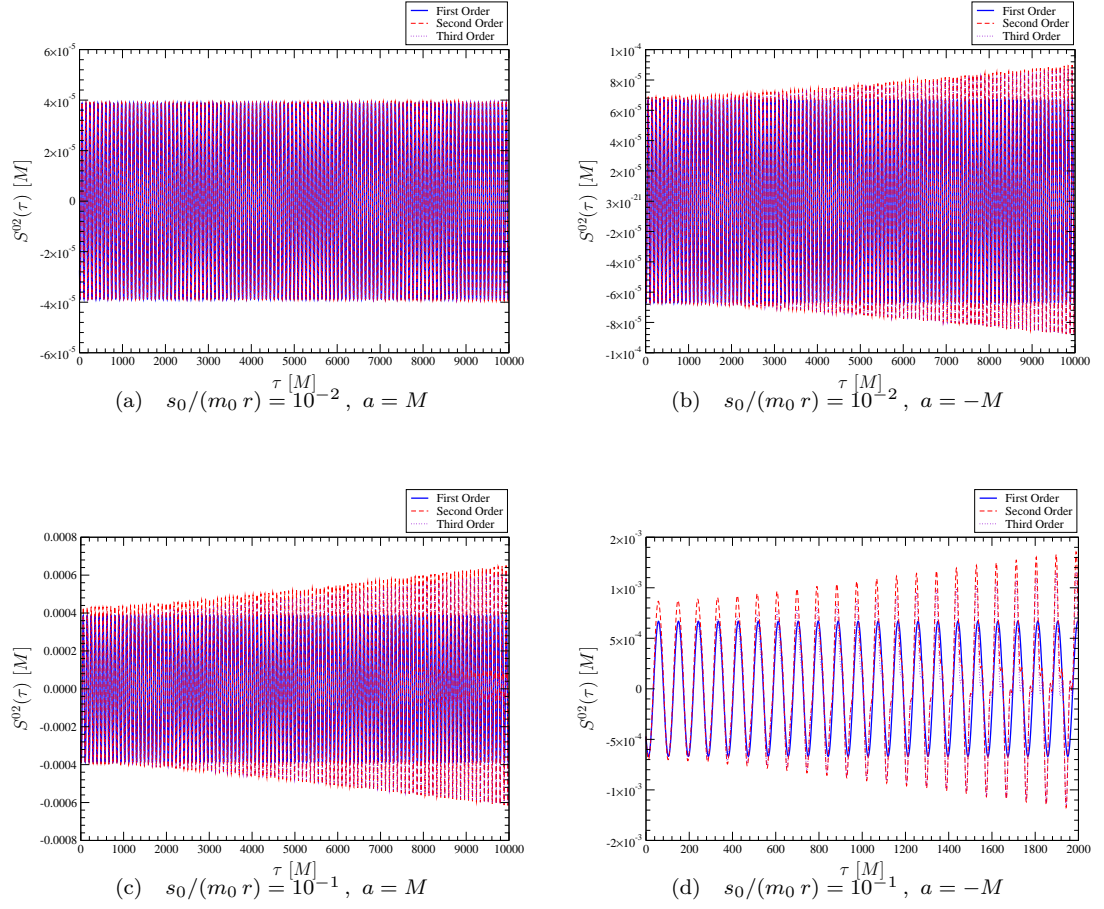 First Order
Second Order
Third Order
6×10⁻⁵
4×10⁻⁵
2×10⁻⁵
0
-2×10⁻⁵
-4×10⁻⁵
-6×10⁻⁵
S⁰²(τ) [M]
0 1000 2000 3000 4000 5000 6000 7000 8000 9000 10000
τ [M]
(a) s₀/(m₀ r) = 10⁻² , a = M
First Order
Second Order
Third Order
1×10⁻⁴
8×10⁻⁵
6×10⁻⁵
4×10⁻⁵
2×10⁻⁵
3×10⁻²¹
-2×10⁻⁵
-4×10⁻⁵
-6×10⁻⁵
-8×10⁻⁵
-1×10⁻⁴
S⁰²(τ) [M]
0 1000 2000 3000 4000 5000 6000 7000 8000 9000 10000
τ [M]
(b) s₀/(m₀ r) = 10⁻² , a = −M
First Order
Second Order
Third Order
0.0008
0.0006
0.0004
0.0002
0.0000
-0.0002
-0.0004
-0.0006
-0.0008
S⁰²(τ) [M]
0 1000 2000 3000 4000 5000 6000 7000 8000 9000 10000
τ [M]
(c) s₀/(m₀ r) = 10⁻¹ , a = M
First Order
Second Order
Third Order
2×10⁻³
1×10⁻³
5×10⁻⁴
0
-5×10⁻⁴
-1×10⁻³
-2×10⁻³
S⁰²(τ) [M]
0 200 400 600 800 1000 1200 1400 1600 1800 2000
τ [M]
(d) s₀/(m₀ r) = 10⁻¹ , a = −M